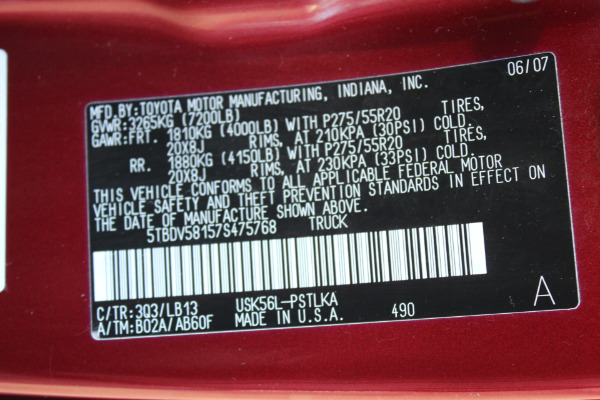 06/07
MFD.BY:TOYOTA MOTOR MANUFACTURING, INDIANA, INC.
GVWR:3265KG (7200LB)
GAWR:FRT. 1810KG (4000LB) WITH P275/55R20 TIRES,
20X8J RIMS, AT 210KPA (30PSI) COLD.
RR. 1880KG (4150LB) WITH P275/55R20 TIRES,
20X8J RIMS, AT 230KPA (33PSI) COLD.
THIS VEHICLE CONFORMS TO ALL APPLICABLE FEDERAL MOTOR
VEHICLE SAFETY AND THEFT PREVENTION STANDARDS IN EFFECT ON
THE DATE OF MANUFACTURE SHOWN ABOVE.
5TBDV58157S475768 TRUCK
C/TR:3Q3/LB13 USK56L-PSTLKA
A/TM:B02A/AB60F MADE IN U.S.A. 490 A